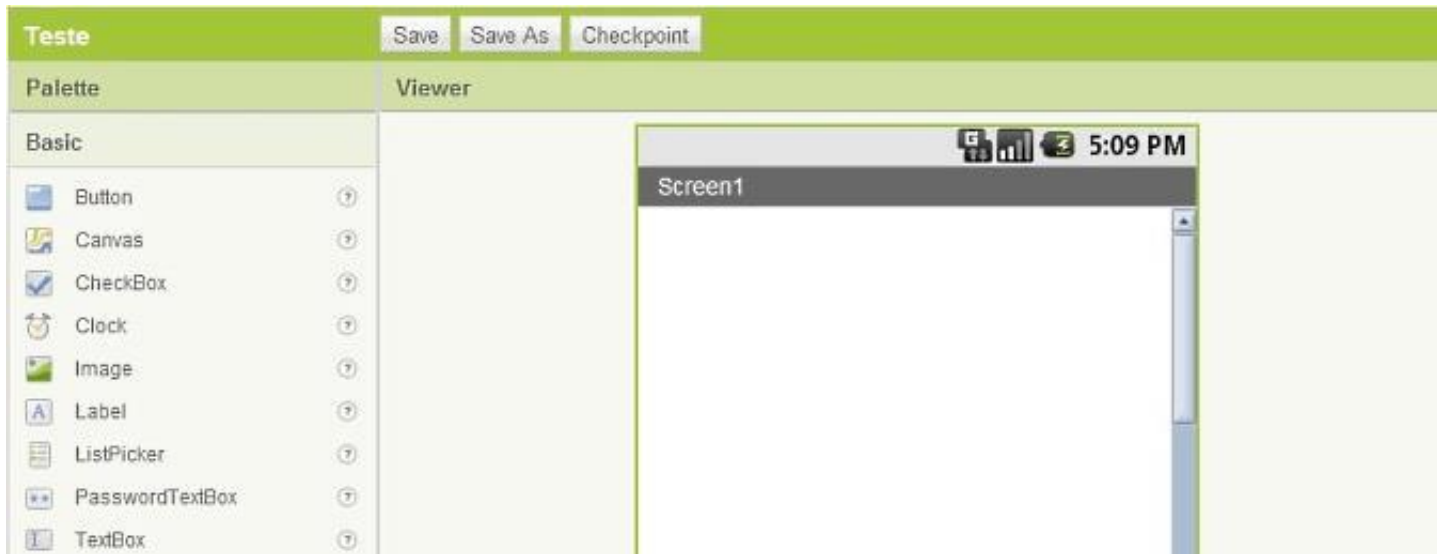 Teste
Save
Save As
Checkpoint
Palette
Viewer
Basic
Button
Canvas
CheckBox
Clock
Image
Label
ListPicker
PasswordTextBox
TextBox
5:09 PM
Screen1